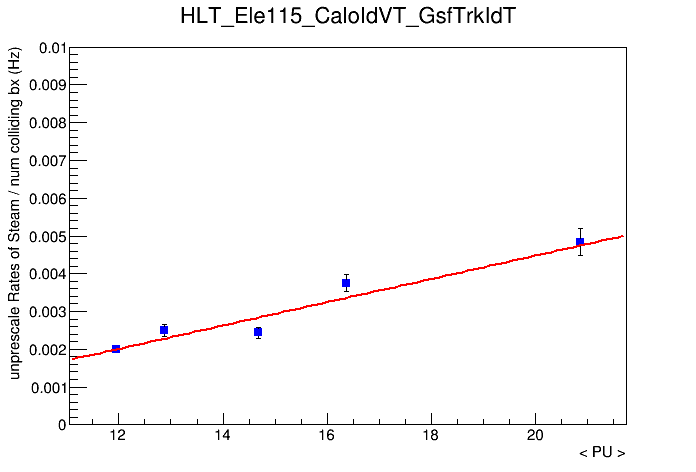 HLT_Ele115_CaloIdVT_GsfTrkIdT
unprescale Rates of Steam / num colliding bx (Hz)
0.01
0.009
0.008
0.007
0.006
0.005
0.004
0.003
0.002
0.001
0
12 14 16 18 20
< PU >